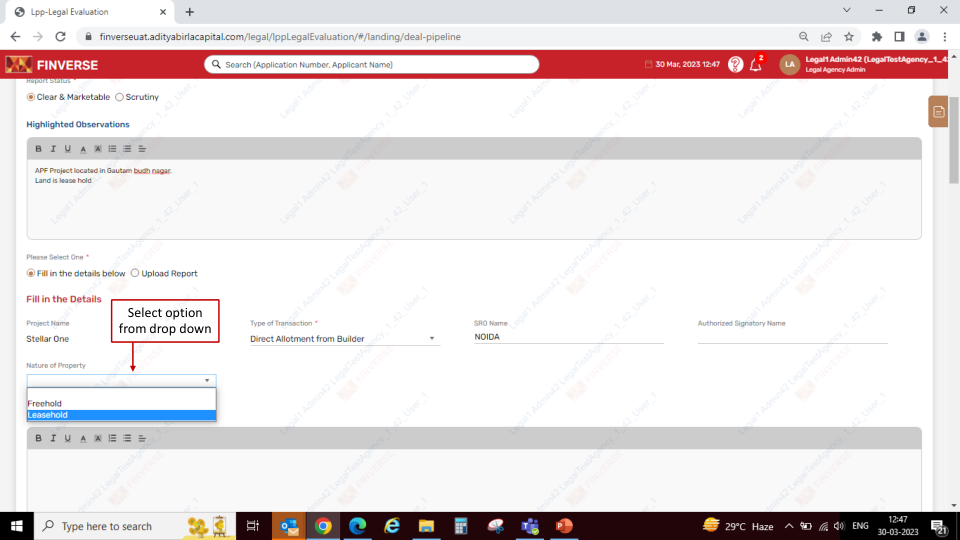 Lpp-Legal Evaluation
finverseuat.adityabirlacapital.com/legal/lppLegalEvaluation/#/landing/deal-pipeline
FINVERSE
Search (Application Number, Applicant Name)
30 Mar, 2023 12:47
2
LA
Legal1 Admin42 (LegalTestAgency_1_4
Legal Agency Admin
Report Status *
Clear & Marketable
Scrutiny
Highlighted Observations
B I U A A
APF Project located in Gautam budh nagar.
Land is lease hold
Please Select One *
Fill in the details below
Upload Report
Fill in the Details
Select option
from drop down
Project Name
Type of Transaction *
SRO Name
Authorized Signatory Name
Stellar One
Direct Allotment from Builder
NOIDA
Nature of Property
Freehold
Leasehold
B I U A A
Type here to search
29°C Haze
ENG
12:47
30-03-2023
21